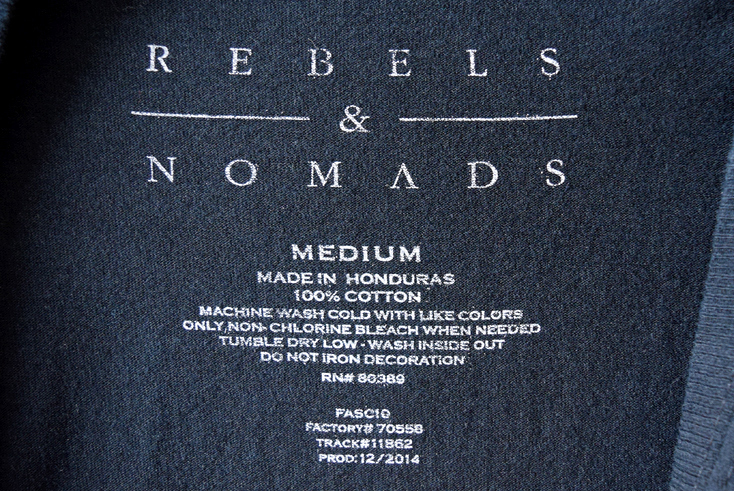 REBELS
&
NOMADS
MEDIUM
MADE IN HONDURAS
100% COTTON
MACHINE WASH COLD WITH LIKE COLORS
ONLY, NON- CHLORINE BLEACH WHEN NEEDED
TUMBLE DRY LOW - WASH INSIDE OUT
DO NOT IRON DECORATION
RN# 80389
FASC10
FACTORY# 70558
TRACK#11862
PROD:12/2014